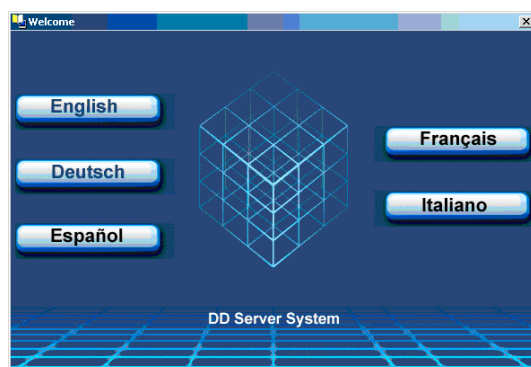 Welcome
English
Deutsch
Español
Français
Italiano
DD Server System